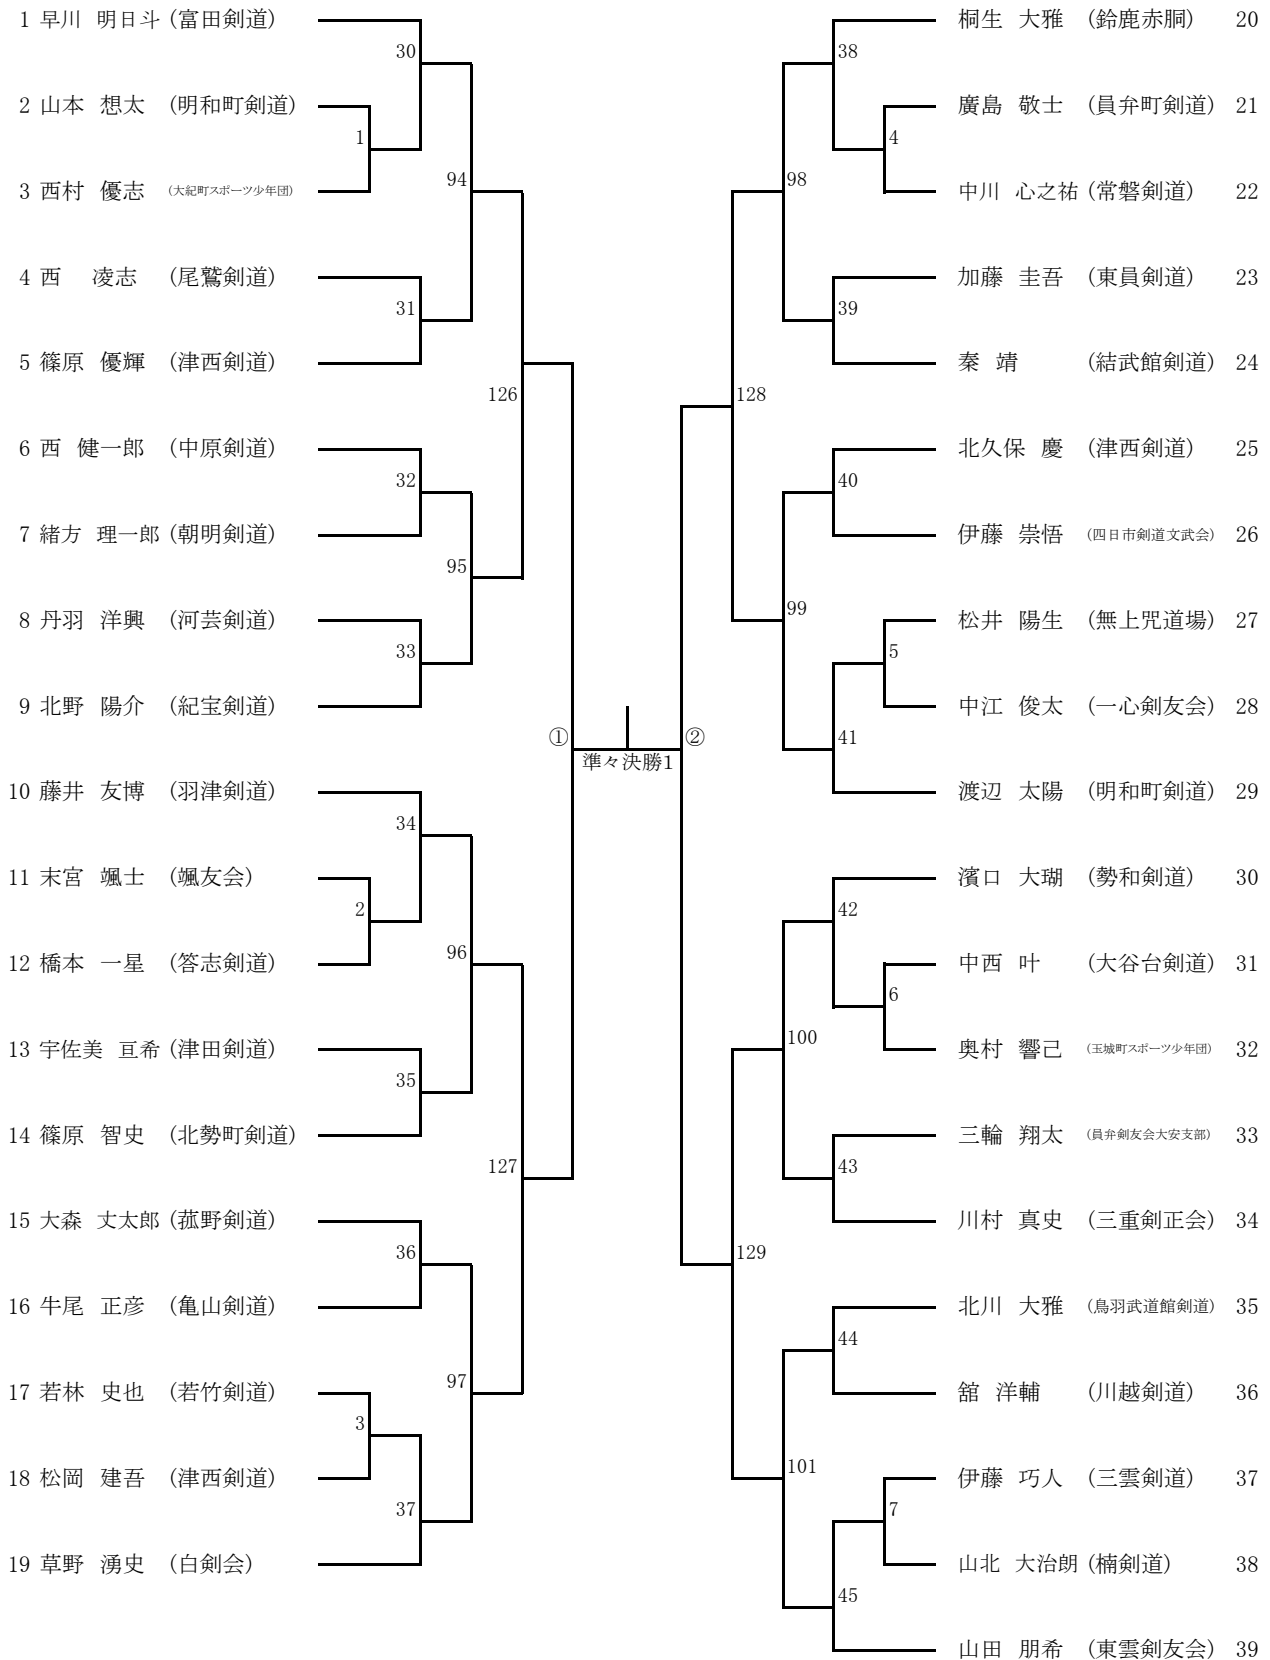 1 早川 明日斗 (富田剣道)
30
2 山本 想太 (明和町剣道)
1
3 西村 優志 (大紀町スポーツ少年団)
94
4 西 凌志 (尾鷲剣道)
31
5 篠原 優輝 (津西剣道)
126
6 西 健一郎 (中原剣道)
32
7 緒方 理一郎 (朝明剣道)
95
8 丹羽 洋興 (河芸剣道)
33
9 北野 陽介 (紀宝剣道)
①
10 藤井 友博 (羽津剣道)
34
11 末宮 颯士 (颯友会)
2
12 橋本 一星 (答志剣道)
96
13 宇佐美 亘希 (津田剣道)
35
14 篠原 智史 (北勢町剣道)
127
15 大森 丈太郎 (菰野剣道)
36
16 牛尾 正彦 (亀山剣道)
97
17 若林 史也 (若竹剣道)
3
18 松岡 建吾 (津西剣道)
37
19 草野 湧史 (白剣会)
準々決勝1
桐生 大雅 (鈴鹿赤胴) 20
38
廣島 敬士 (員弁町剣道) 21
4
98
中川 心之祐 (常磐剣道) 22
加藤 圭吾 (東員剣道) 23
39
秦 靖 (結武館剣道) 24
128
北久保 慶 (津西剣道) 25
40
伊藤 崇悟 (四日市剣道文武会) 26
99
松井 陽生 (無上咒道場) 27
5
中江 俊太 (一心剣友会) 28
②
41
渡辺 太陽 (明和町剣道) 29
濱口 大瑚 (勢和剣道) 30
42
中西 叶 (大谷台剣道) 31
6
100
奥村 響己 (玉城町スポーツ少年団) 32
三輪 翔太 (員弁剣友会大安支部) 33
43
川村 真史 (三重剣正会) 34
129
北川 大雅 (鳥羽武道館剣道) 35
44
舘 洋輔 (川越剣道) 36
101
伊藤 巧人 (三雲剣道) 37
7
山北 大治朗 (楠剣道) 38
45
山田 朋希 (東雲剣友会) 39